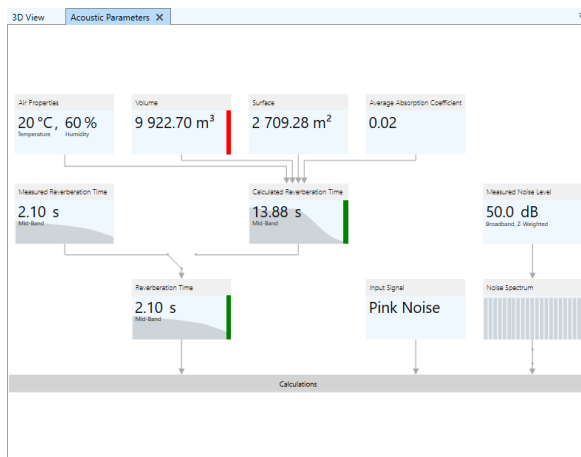 3D View
Acoustic Parameters
Air Properties
20 °C, 60 %
Temperature Humidity
Volume
9 922.70 m³
Surface
2 709.28 m²
Average Absorption Coefficient
0.02
Measured Reverberation Time
2.10 s
Mid-Band
Calculated Reverberation Time
13.88 s
Mid-Band
Measured Noise Level
50.0 dB
Broadband, Z-Weighted
Reverberation Time
2.10 s
Mid-Band
Input Signal
Pink Noise
Noise Spectrum
Calculations